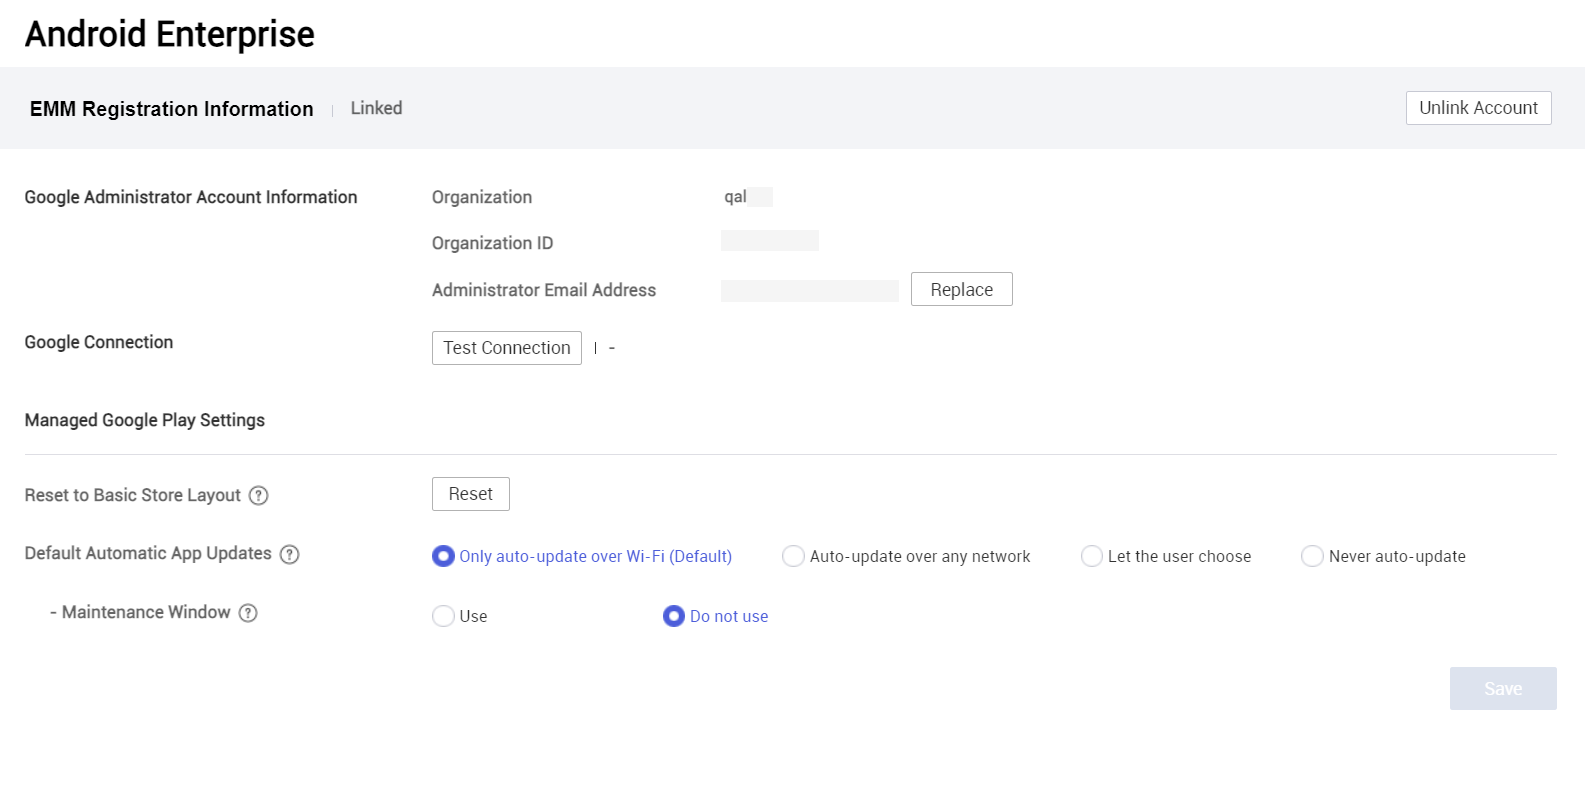 Android Enterprise
EMM Registration Information | Linked
Unlink Account
Google Administrator Account Information
Organization
qal
Organization ID
Administrator Email Address
Replace
Google Connection
Test Connection | -
Managed Google Play Settings
Reset to Basic Store Layout ?
Reset
Default Automatic App Updates ?
Only auto-update over Wi-Fi (Default)
Auto-update over any network
Let the user choose
Never auto-update
- Maintenance Window ?
Use
Do not use
Save